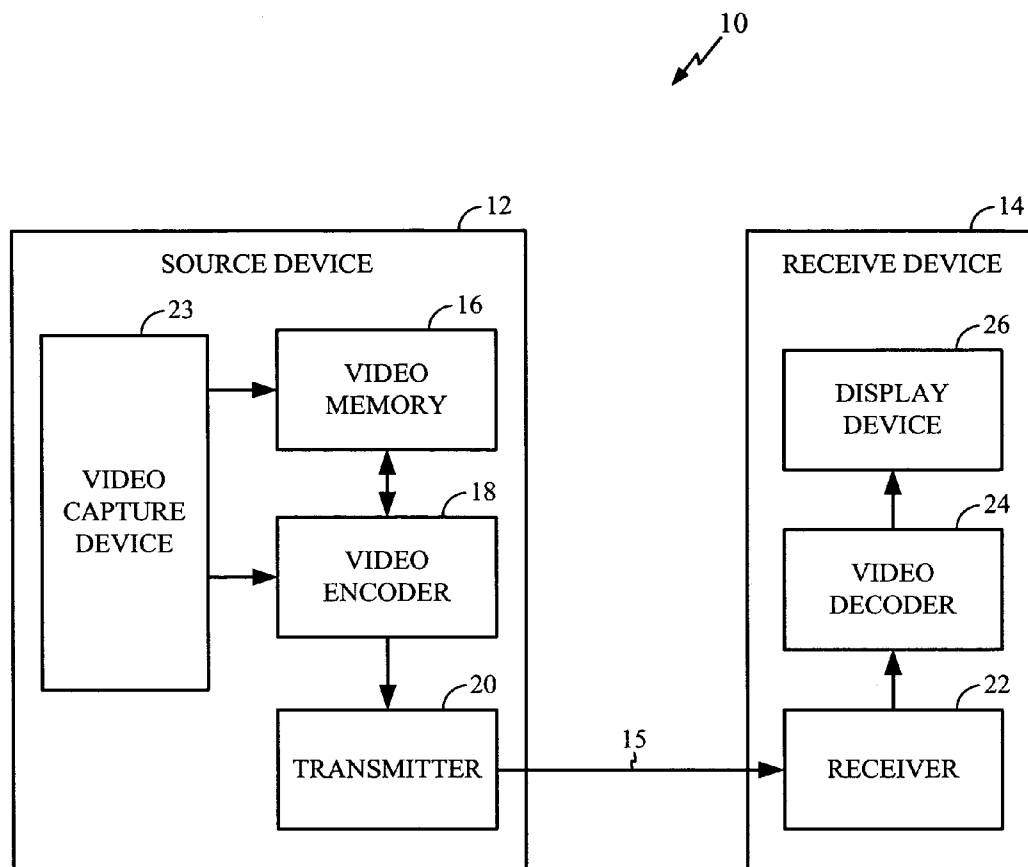 10
12
14
SOURCE DEVICE
RECEIVE DEVICE
23
16
26
VIDEO
MEMORY
DISPLAY
DEVICE
VIDEO
CAPTURE
DEVICE
18
24
VIDEO
ENCODER
VIDEO
DECODER
20
22
15
TRANSMITTER
RECEIVER